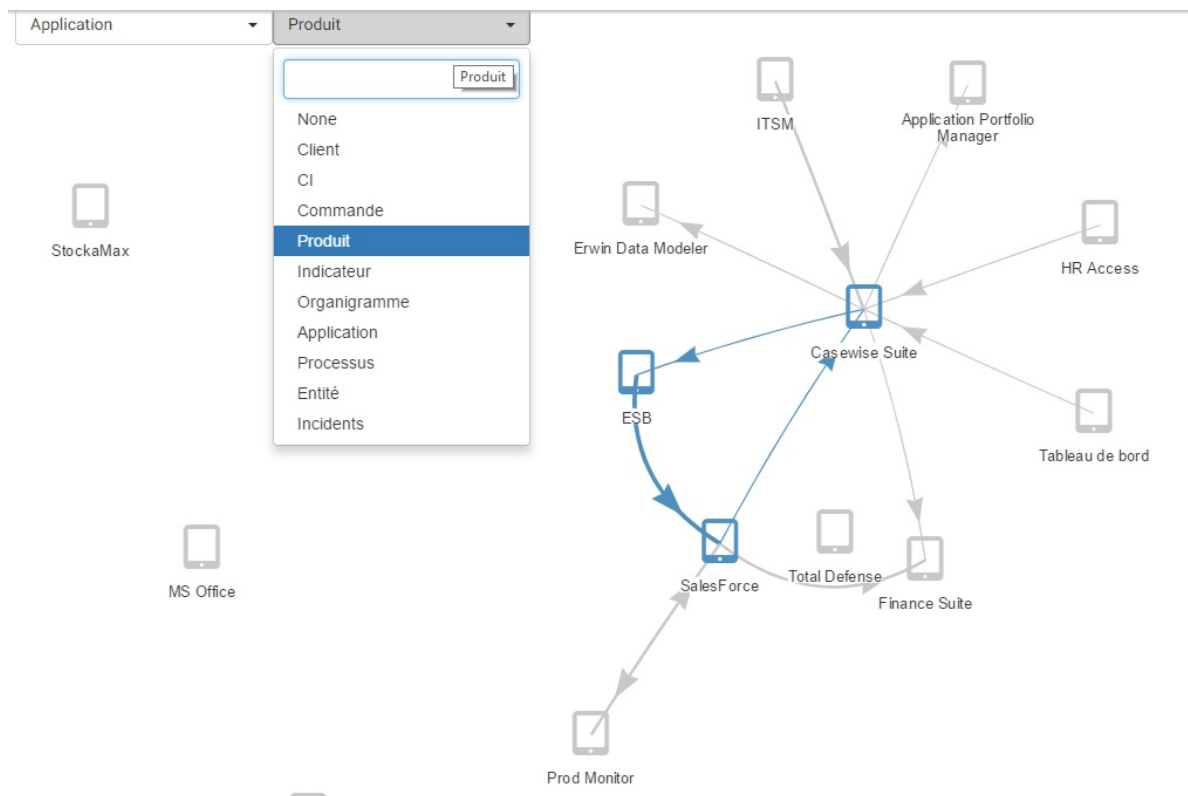 Application
Produit
Produit
None
Client
CI
Commande
Produit
Indicateur
Organigramme
Application
Processus
Entité
Incidents
StockaMax
MS Office
ITSM
Application Portfolio
Manager
Erwin Data Modeler
HR Access
Casewise Suite
ESB
Tableau de bord
SalesForce
Total Defense
Finance Suite
Prod Monitor